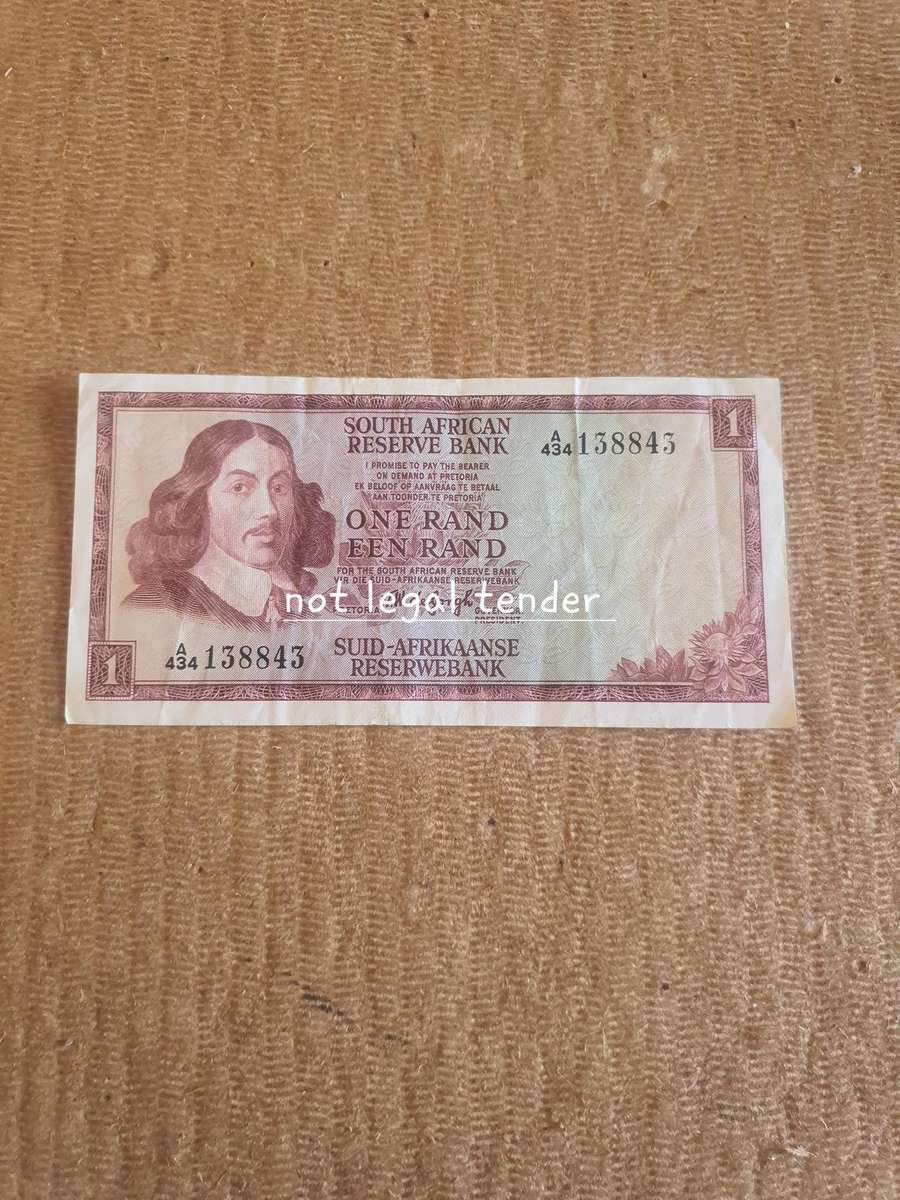 1
SOUTH AFRICAN
RESERVE BANK
A
434 138843
I PROMISE TO PAY THE BEARER
ON DEMAND AT PRETORIA
EK BELOOF OP AANVRAAG TE BETAAL
AAN TOONDER TE PRETORIA
ONE RAND
EEN RAND
FOR THE SOUTH AFRICAN RESERVE BANK
VIR DIE SUID-AFRIKAANSE RESERWEBANK
not legal tender
PRESIDENT
A
434 138843
SUID-AFRIKAANSE
RESERWEBANK
1